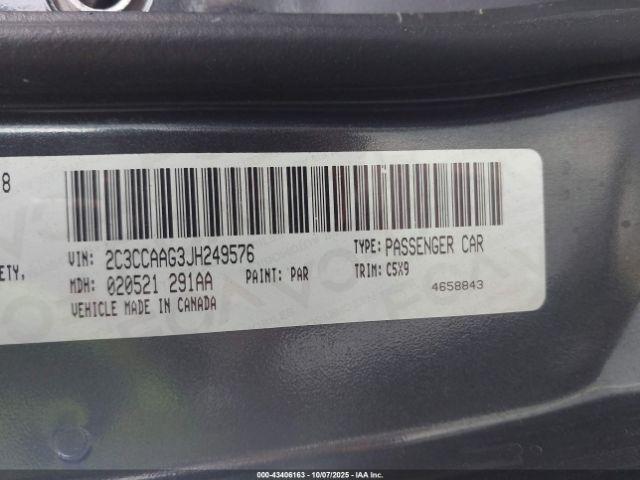 8
VIN: 2C3CCAAG3JH249576 TYPE: PASSENGER CAR
ETY, MDH: 020521 291AA PAINT: PAR TRIM: C5X9
VEHICLE MADE IN CANADA 4658843
000-43406163 - 10/07/2025 - IAA Inc.